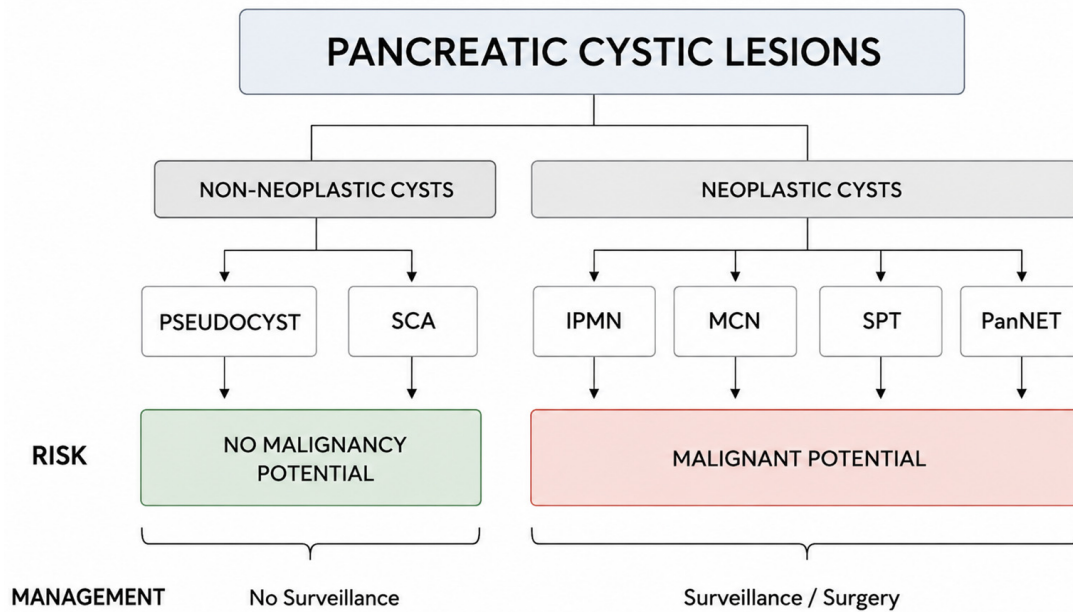 PANCREATIC CYSTIC LESIONS
NON-NEOPLASTIC CYSTS
NEOPLASTIC CYSTS
PSEUDOCYST
SCA
IPMN
MCN
SPT
PanNET
RISK
NO MALIGNANCY
POTENTIAL
MALIGNANT POTENTIAL
MANAGEMENT
No Surveillance
Surveillance / Surgery